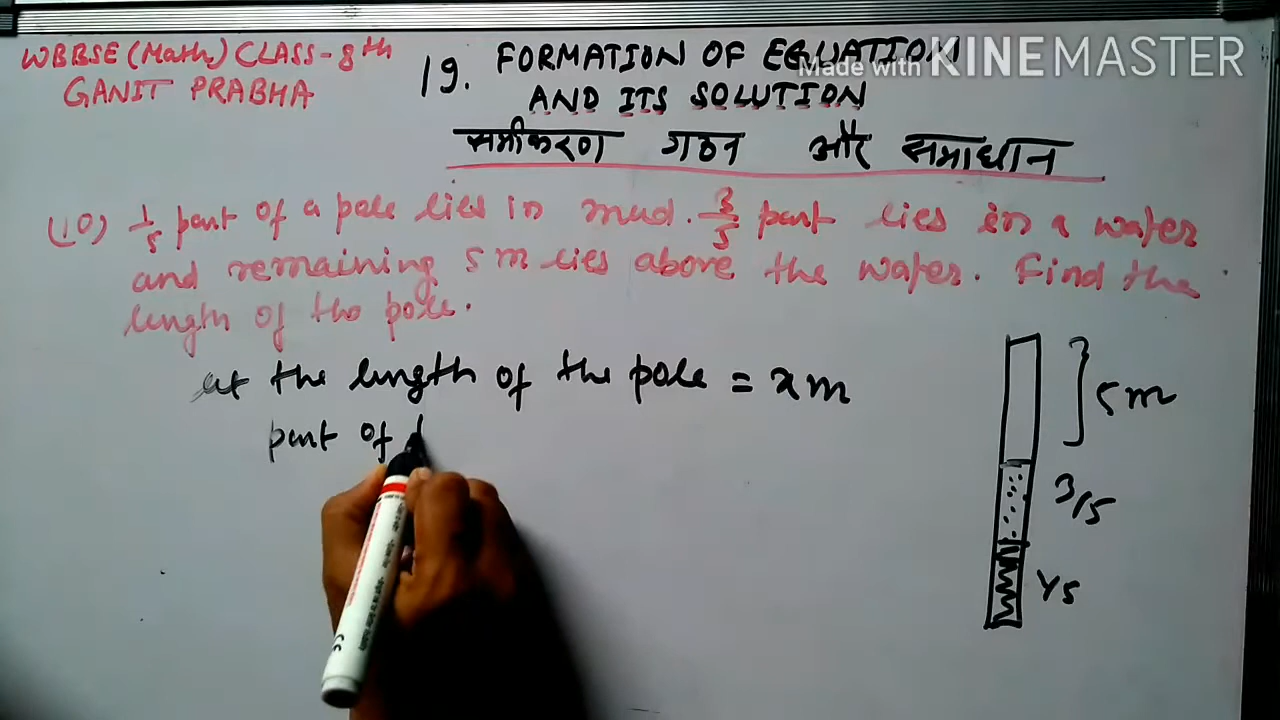 WBBSE (Math) CLASS-8th
GANIT PRABHA
19. FORMATION OF EQUATION
AND ITS SOLUTION
Made with KINEMASTER
समीकरण गठन और समाधान
(10) 1/5 part of a pole lies in mud. 3/5 part lies in a water
and remaining 5 m lies above the water. Find the
length of the pole.
the length of the pole = x m
part of
5 m
3/5
1/5